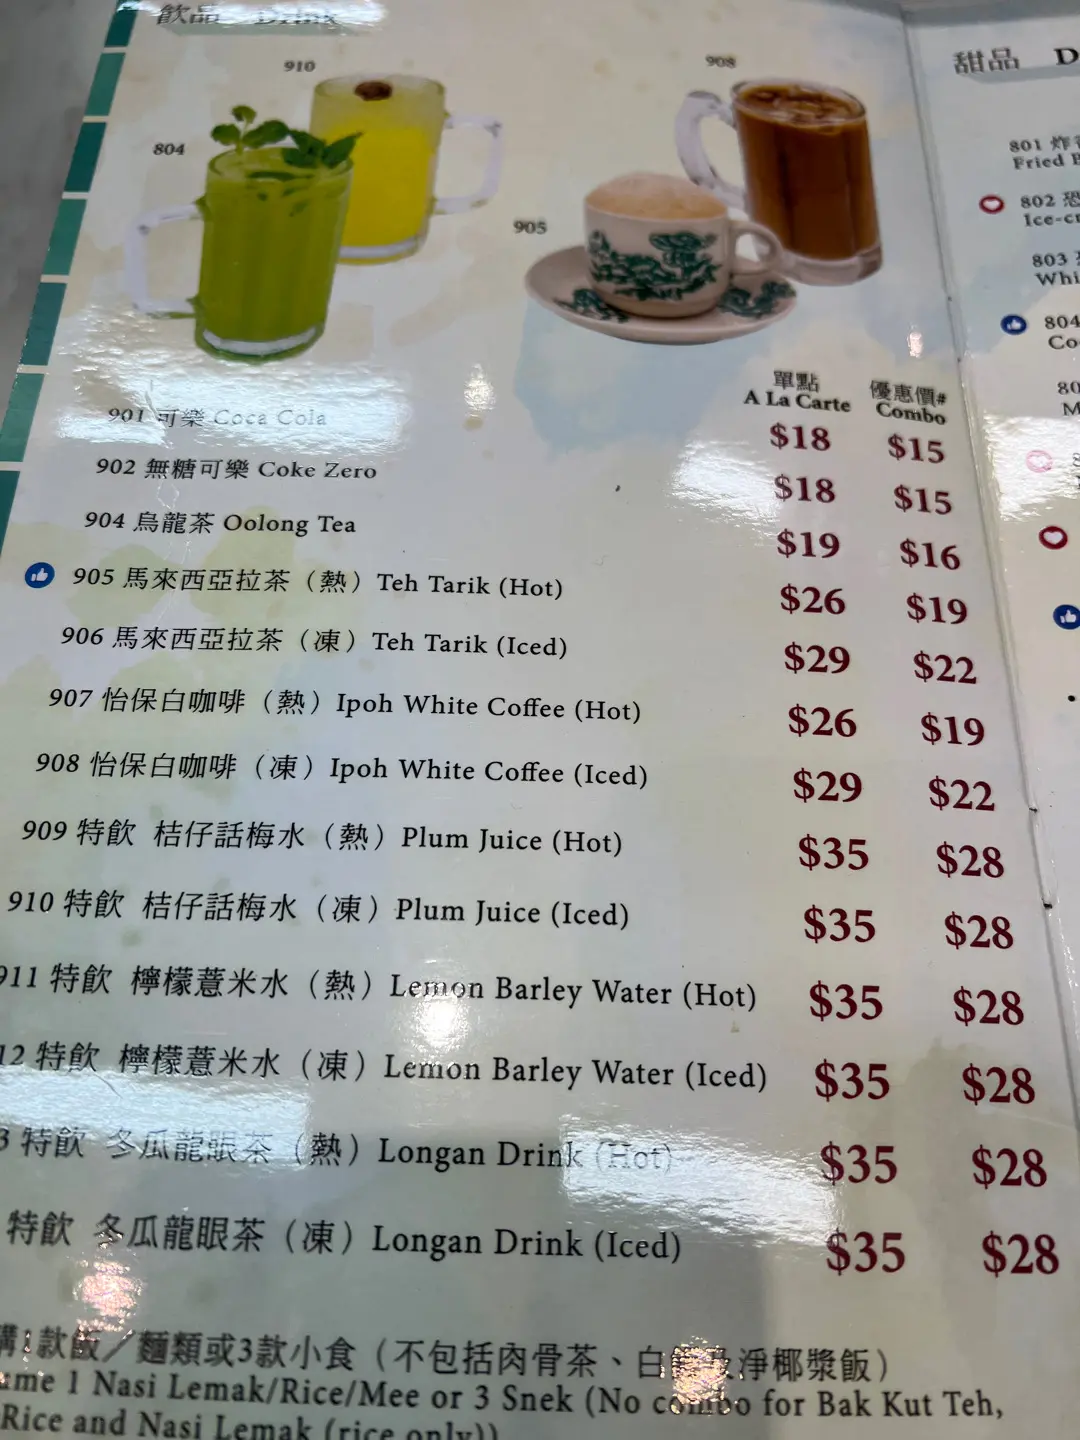 飲品 Drink
910
908
804
905
單點 優惠價#
A La Carte Combo
901 可樂 Coca Cola $18 $15
902 無糖可樂 Coke Zero $18 $15
904 烏龍茶 Oolong Tea $19 $16
905 馬來西亞拉茶（熱）Teh Tarik (Hot) $26 $19
906 馬來西亞拉茶（凍）Teh Tarik (Iced) $29 $22
907 怡保白咖啡（熱）Ipoh White Coffee (Hot) $26 $19
908 怡保白咖啡（凍）Ipoh White Coffee (Iced) $29 $22
909 特飲 桔仔話梅水（熱）Plum Juice (Hot) $35 $28
910 特飲 桔仔話梅水（凍）Plum Juice (Iced) $35 $28
911 特飲 檸檬薏米水（熱）Lemon Barley Water (Hot) $35 $28
12 特飲 檸檬薏米水（凍）Lemon Barley Water (Iced) $35 $28
3 特飲 冬瓜龍眼茶（熱）Longan Drink (Hot) $35 $28
特飲 冬瓜龍眼茶（凍）Longan Drink (Iced) $35 $28
購1款飯／麵類或3款小食（不包括肉骨茶、白 淨椰漿飯）
ume 1 Nasi Lemak/Rice/Mee or 3 Snek (No combo for Bak Kut Teh,
Rice and Nasi Lemak (rice only))
甜品 D
801 炸
Fried
802 
Ice-cr
803
Whi
804
Co-
80
M